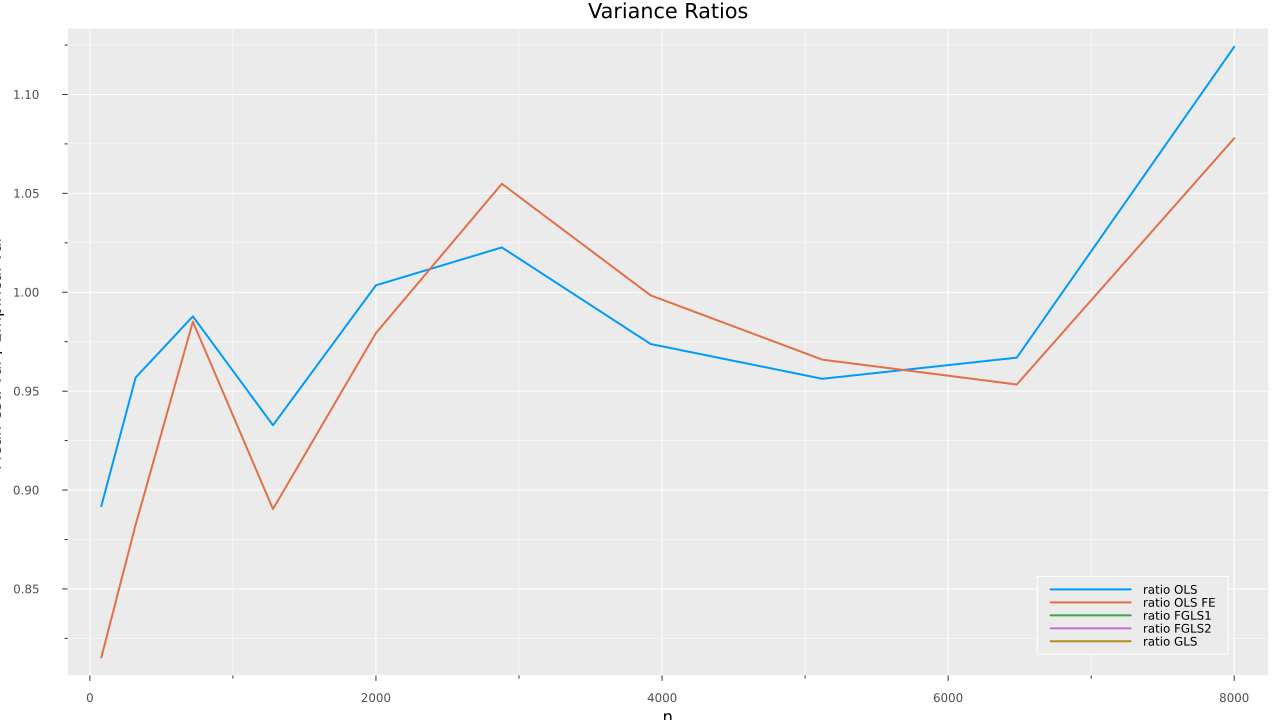 Variance Ratios
1.10
1.05
1.00
0.95
0.90
0.85
0
2000
4000
6000
8000
n
ratio OLS
ratio OLS FE
ratio FGLS1
ratio FGLS2
ratio GLS